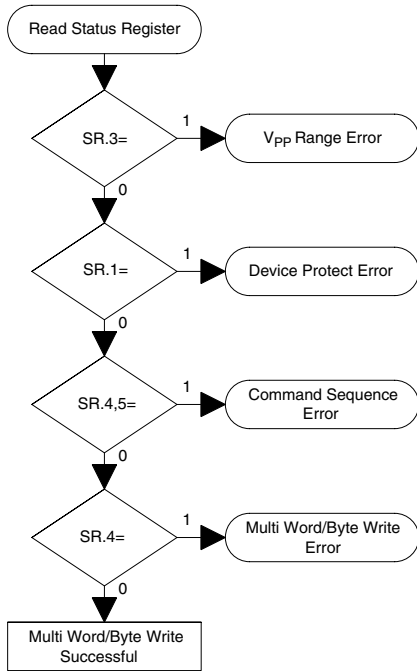 Read Status Register
SR.3=
1
VPP Range Error
0
SR.1=
1
Device Protect Error
0
SR.4,5=
1
Command Sequence
Error
0
SR.4=
1
Multi Word/Byte Write
Error
0
Multi Word/Byte Write
Successful